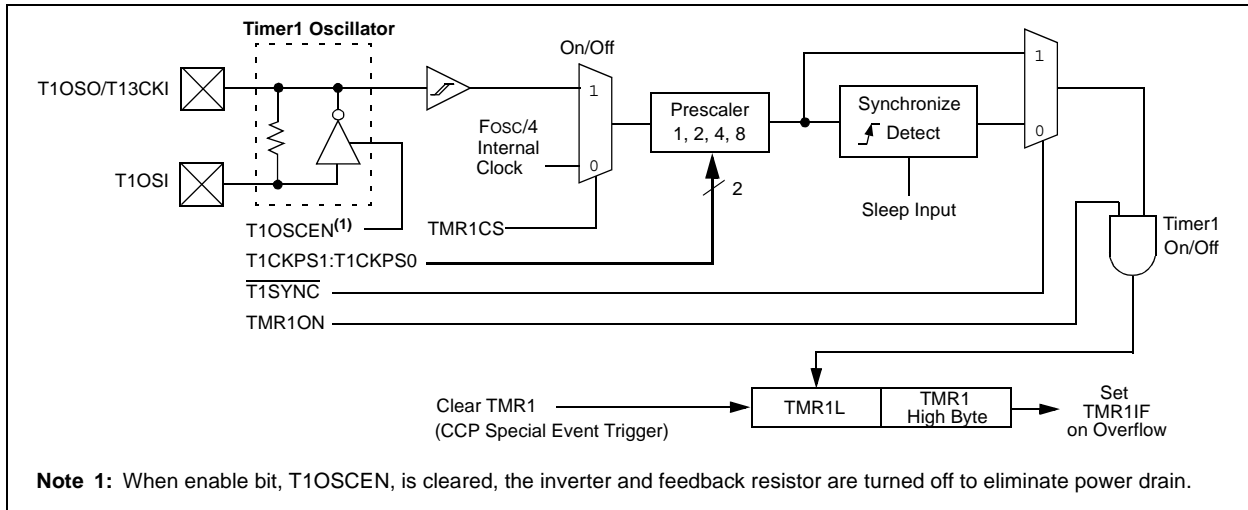 Timer1 Oscillator
T1OSO/T13CKI
T1OSI
On/Off
1
0
FOSC/4
Internal
Clock
Prescaler
1, 2, 4, 8
2
Synchronize
Detect
Sleep Input
1
0
T1OSCEN(1)
TMR1CS
T1CKPS1:T1CKPS0
T1SYNC
TMR1ON
Timer1
On/Off
Clear TMR1
(CCP Special Event Trigger)
TMR1L
TMR1
High Byte
Set
TMR1IF
on Overflow
Note 1: When enable bit, T1OSCEN, is cleared, the inverter and feedback resistor are turned off to eliminate power drain.